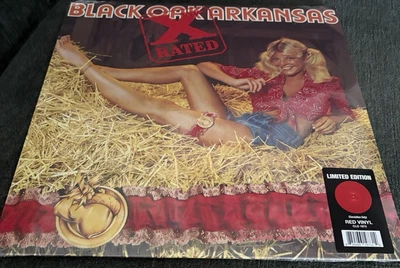 BLACK OAK ARKANSAS
X
RATED
LIMITED EDITION
RED VINYL